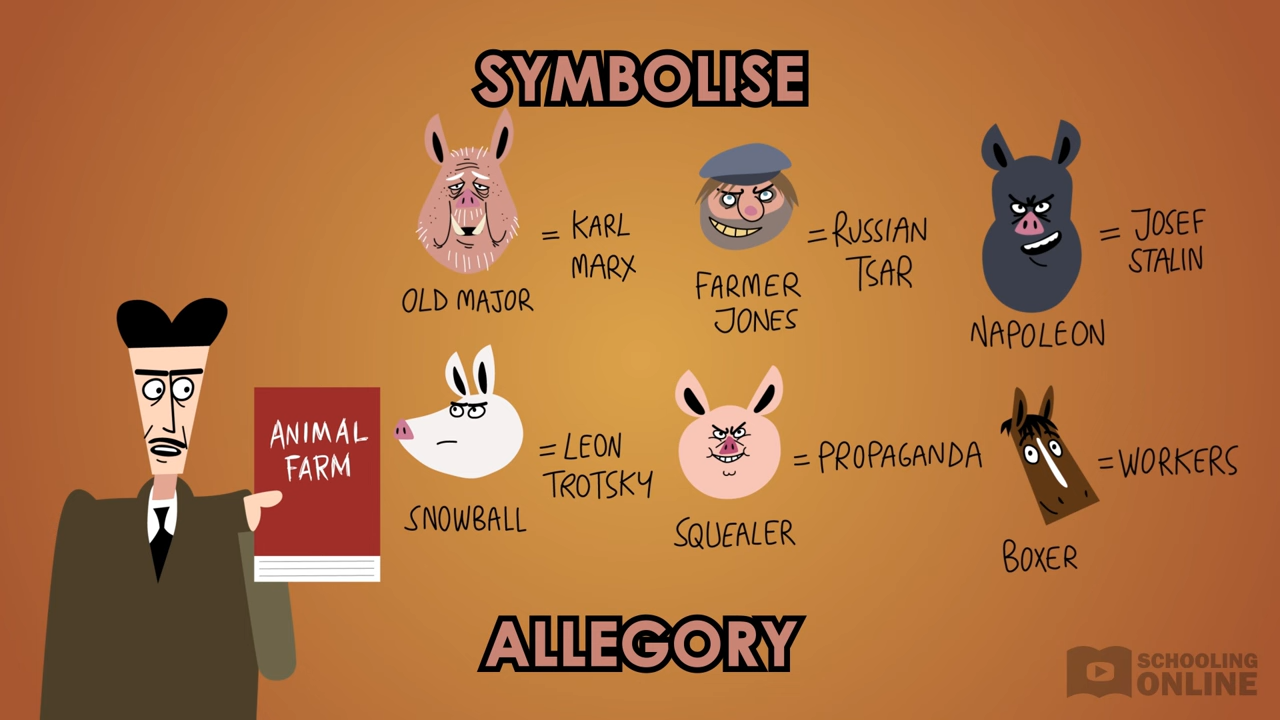 SYMBOLISE
= KARL
MARX
OLD MAJOR
= RUSSIAN
TSAR
FARMER
JONES
= JOSEF
STALIN
NAPOLEON
ANIMAL
FARM
= LEON
TROTSKY
SNOWBALL
= PROPAGANDA
SQUEALER
= WORKERS
BOXER
ALLEGORY
SCHOOLING
ONLINE